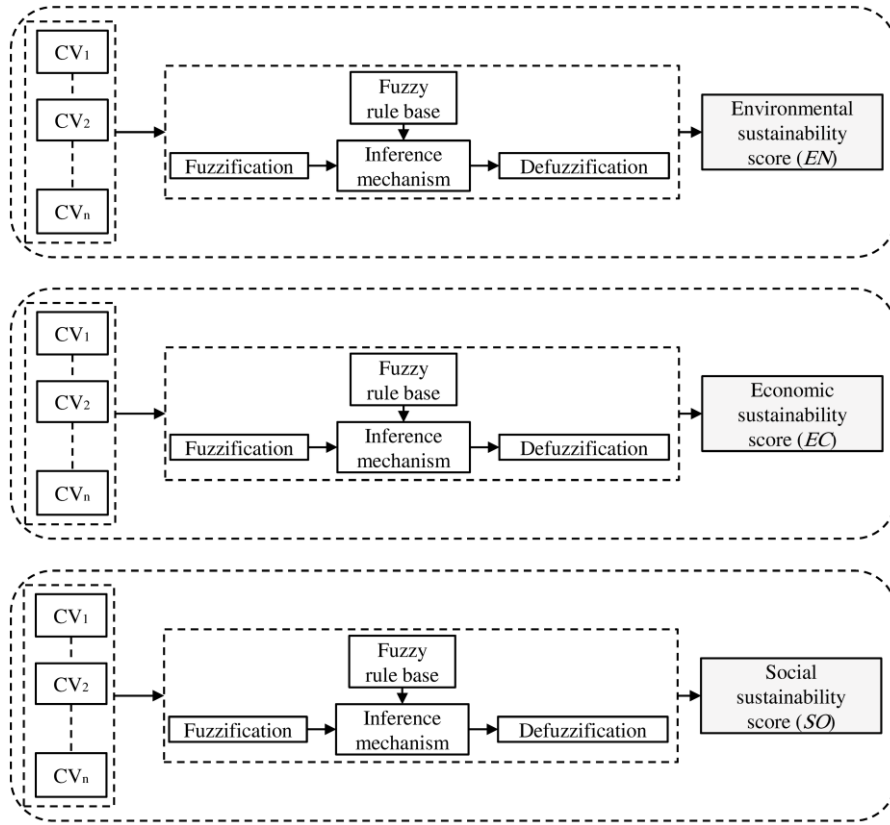 CV1
CV2
CVn
Fuzzy
rule base
Fuzzification
Inference
mechanism
Defuzzification
Environmental
sustainability
score (EN)
CV1
CV2
CVn
Fuzzy
rule base
Fuzzification
Inference
mechanism
Defuzzification
Economic
sustainability
score (EC)
CV1
CV2
CVn
Fuzzy
rule base
Fuzzification
Inference
mechanism
Defuzzification
Social
sustainability
score (SO)